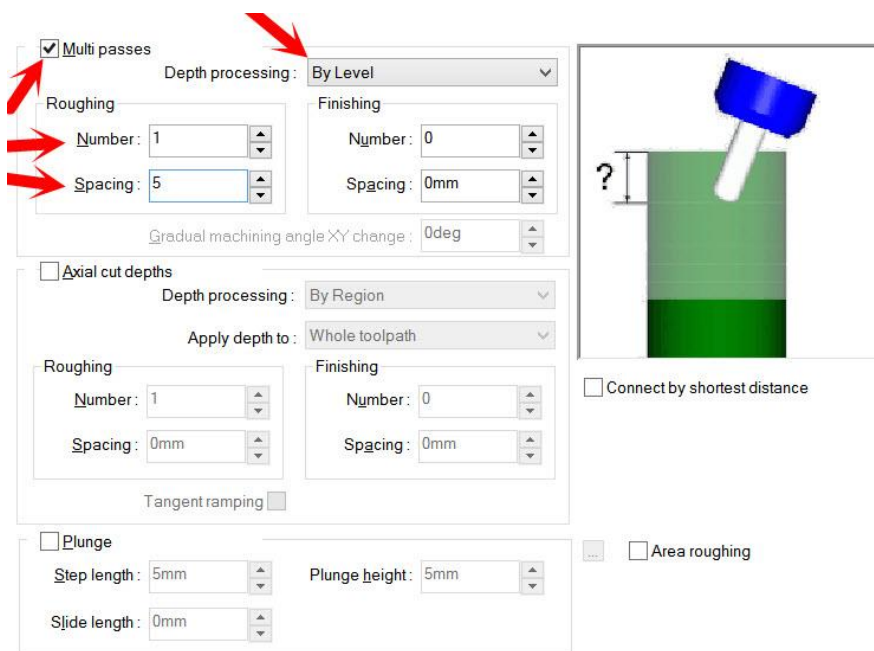 Multi passes
Depth processing : By Level
Roughing Finishing
Number : 1 Number : 0
Spacing : 5 Spacing : 0mm
?
Gradual machining angle XY change : 0deg
Axial cut depths
Depth processing : By Region
Apply depth to : Whole toolpath
Roughing Finishing
Connect by shortest distance
Number : 1 Number : 0
Spacing : 0mm Spacing : 0mm
Tangent ramping
Plunge
... Area roughing
Step length : 5mm Plunge height : 5mm
Slide length : 0mm